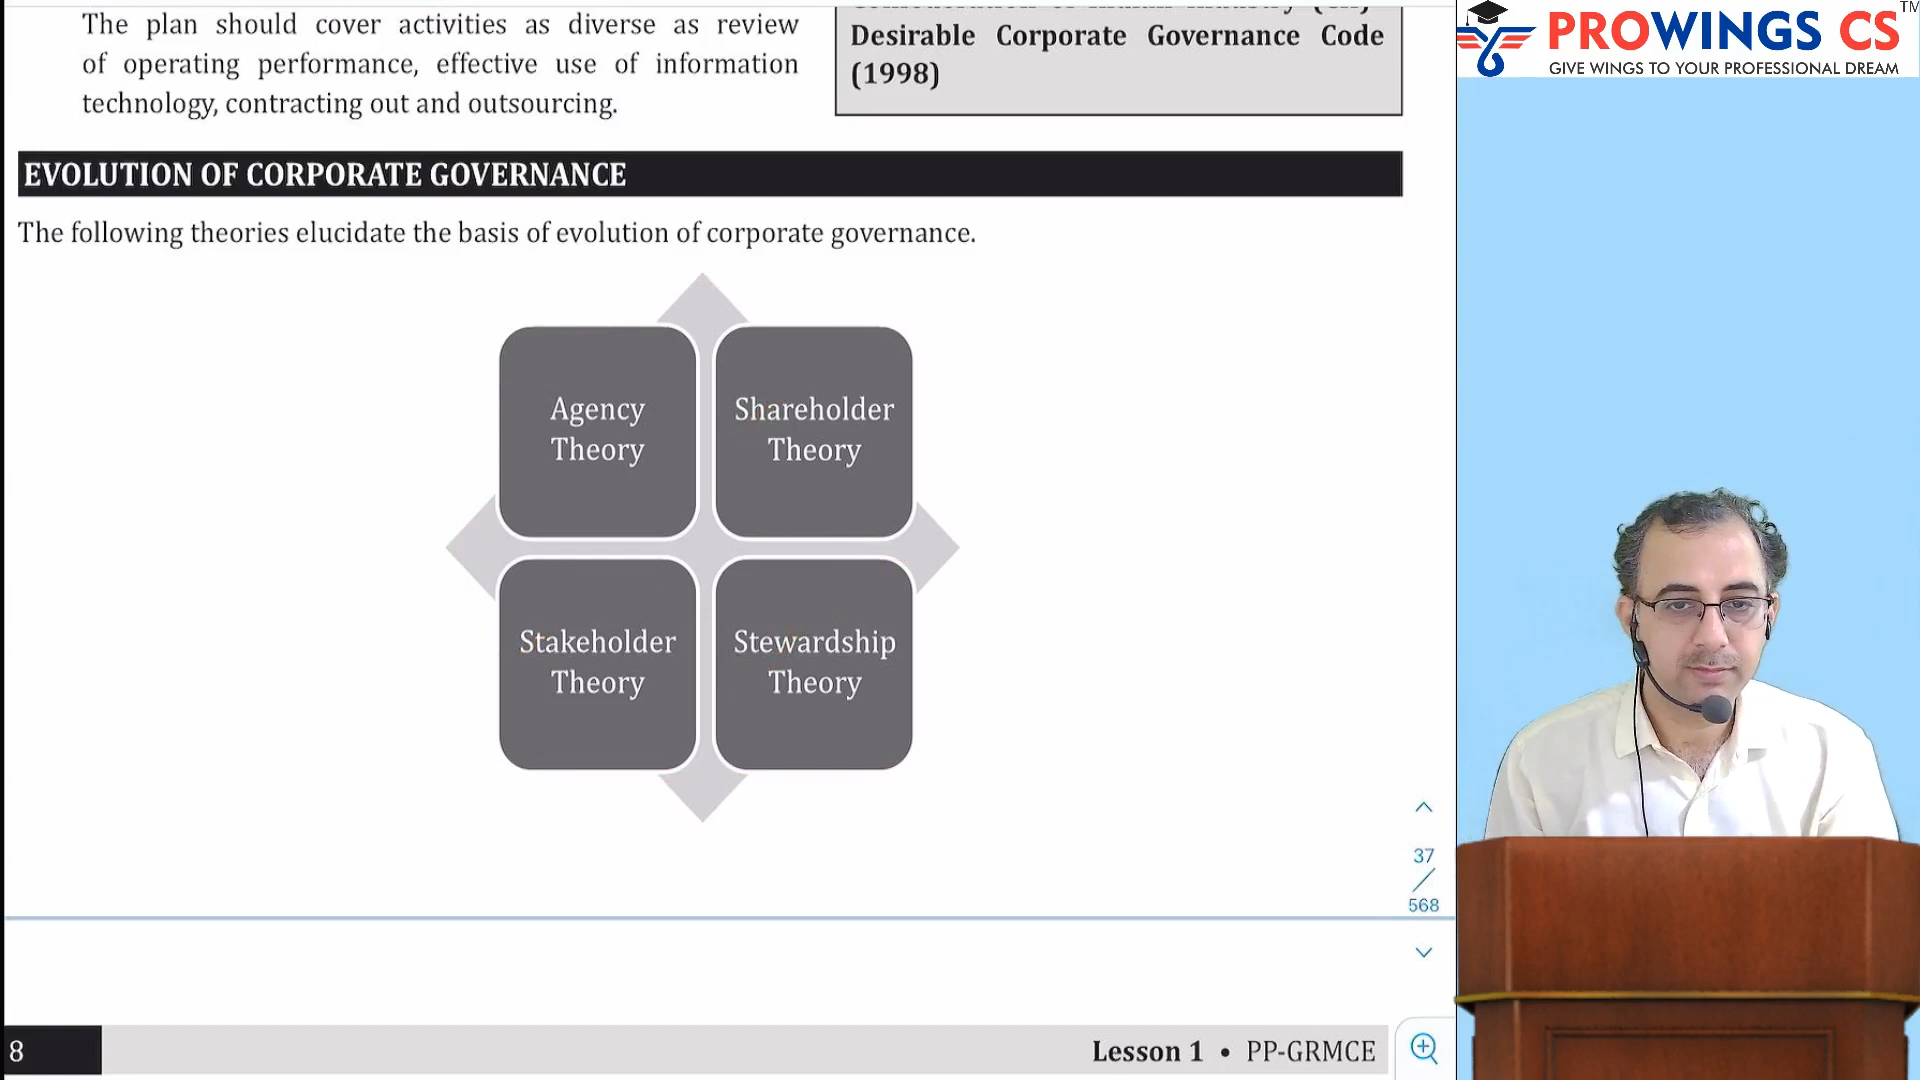 The plan should cover activities as diverse as review
of operating performance, effective use of information
technology, contracting out and outsourcing.
Desirable Corporate Governance Code
(1998)
EVOLUTION OF CORPORATE GOVERNANCE
The following theories elucidate the basis of evolution of corporate governance.
Agency
Theory
Shareholder
Theory
Stakeholder
Theory
Stewardship
Theory
37
568
8
Lesson 1 • PP-GRMCE
PROWINGS CS TM
GIVE WINGS TO YOUR PROFESSIONAL DREAM